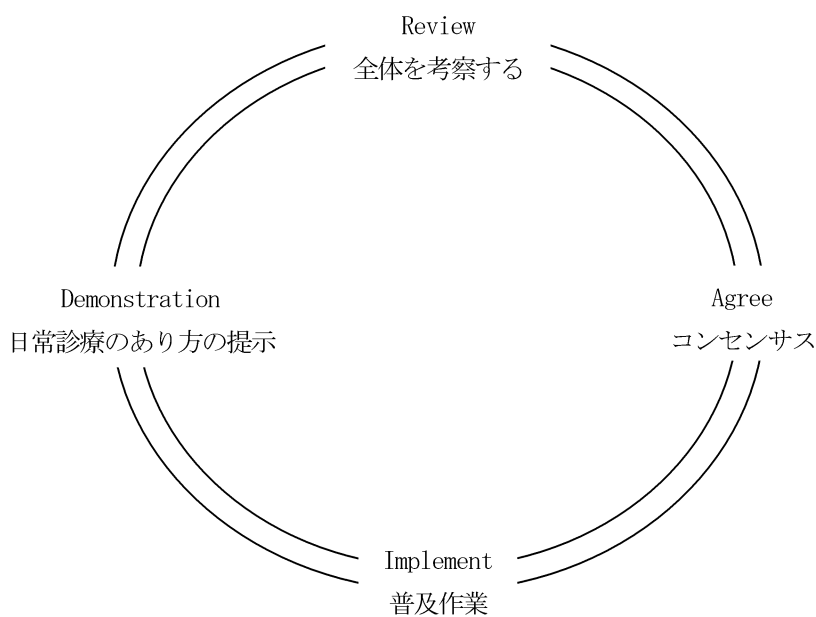 Review
全体を考察する
Demonstration
日常診療のあり方の提示
Agree
コンセンサス
Implement
普及作業